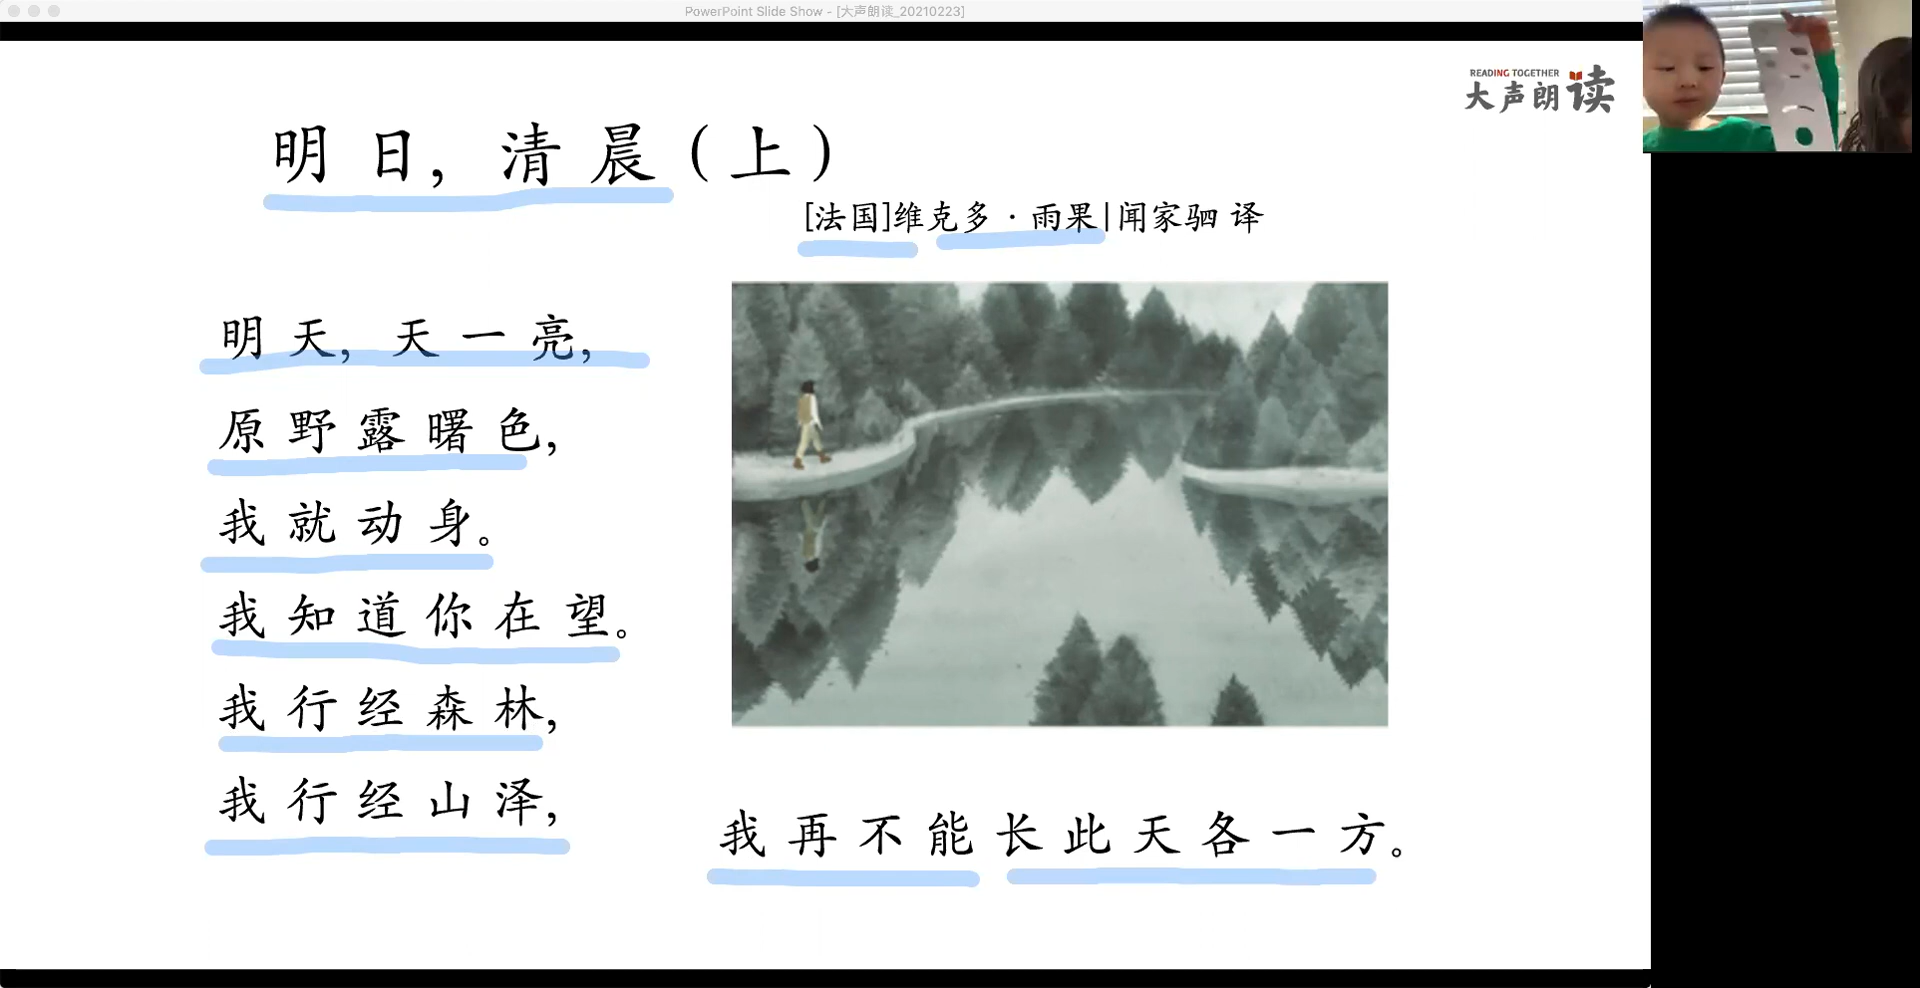 PowerPoint Slide Show - [大声朗读_20210223]
READING TOGETHER
大声朗读
明日，清晨（上）
[法国]维克多·雨果|闻家驷 译
明天，天一亮，
原野露曙色，
我就动身。
我知道你在望。
我行经森林，
我行经山泽，
我再不能长此天各一方。